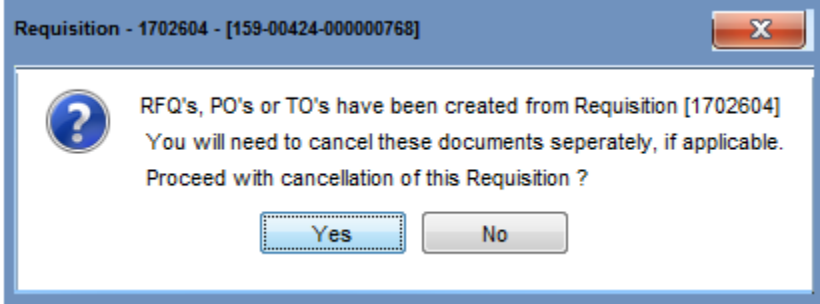 Requisition - 1702604 - [159-00424-000000768]
RFQ's, PO's or TO's have been created from Requisition [1702604]
You will need to cancel these documents seperately, if applicable.
Proceed with cancellation of this Requisition ?
Yes No